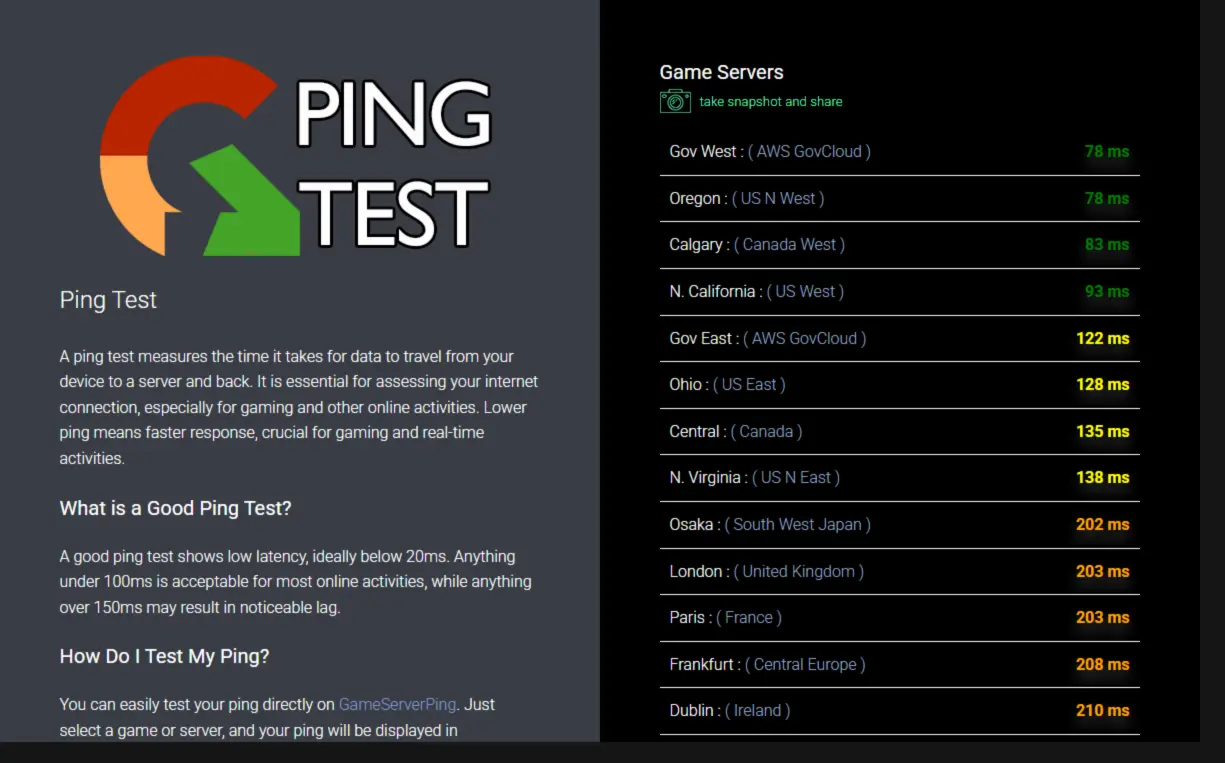 PING
TEST
Ping Test
A ping test measures the time it takes for data to travel from your
device to a server and back. It is essential for assessing your internet
connection, especially for gaming and other online activities. Lower
ping means faster response, crucial for gaming and real-time
activities.
What is a Good Ping Test?
A good ping test shows low latency, ideally below 20ms. Anything
under 100ms is acceptable for most online activities, while anything
over 150ms may result in noticeable lag.
How Do I Test My Ping?
You can easily test your ping directly on GameServerPing. Just
select a game or server, and your ping will be displayed in
Game Servers
take snapshot and share
Gov West : ( AWS GovCloud ) 78 ms
Oregon : ( US N West ) 78 ms
Calgary : ( Canada West ) 83 ms
N. California : ( US West ) 93 ms
Gov East : ( AWS GovCloud ) 122 ms
Ohio : ( US East ) 128 ms
Central : ( Canada ) 135 ms
N. Virginia : ( US N East ) 138 ms
Osaka : ( South West Japan ) 202 ms
London : ( United Kingdom ) 203 ms
Paris : ( France ) 203 ms
Frankfurt : ( Central Europe ) 208 ms
Dublin : ( Ireland ) 210 ms